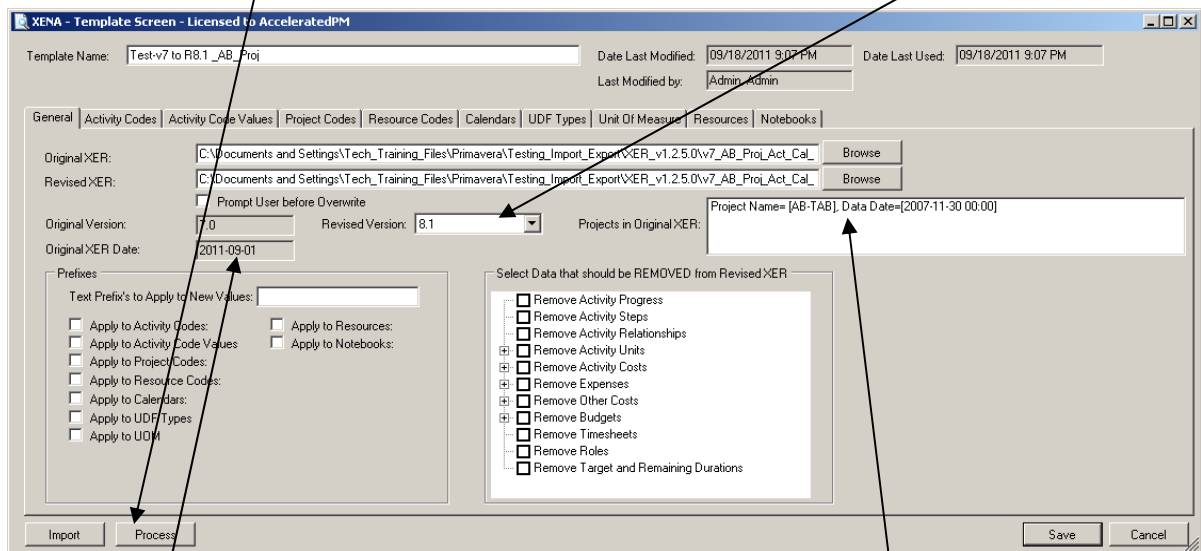 XENA - Template Screen - Licensed to AcceleratedPM
Template Name: Test-v7 to R8.1 _AB_Proj Date Last Modified: 09/18/2011 9:07 PM Date Last Used: 09/18/2011 9:07 PM
Last Modified by: Admin, Admin
General Activity Codes Activity Code Values Project Codes Resource Codes Calendars UDF Types Unit Of Measure Resources Notebooks
Original XER: C:\Documents and Settings\Tech_Training_Files\Primavera\Testing_Import_Export\XER_v1.2.5.0\v7_AB_Proj_Act_Cal_ Browse
Revised XER: C:\Documents and Settings\Tech_Training_Files\Primavera\Testing_Import_Export\XER_v1.2.5.0\v7_AB_Proj_Act_Cal_ Browse
Prompt User before Overwrite
Original Version: 7.0 Revised Version: 8.1 Projects in Original XER: Project Name= [AB-TAB], Data Date=[2007-11-30 00:00]
Original XER Date: 2011-09-01
Prefixes
Text Prefix's to Apply to New Values:
Apply to Activity Codes: Apply to Resources:
Apply to Activity Code Values Apply to Notebooks:
Apply to Project Codes:
Apply to Resource Codes:
Apply to Calendars:
Apply to UDF Types
Apply to UOM
Select Data that should be REMOVED from Revised XER
Remove Activity Progress
Remove Activity Steps
Remove Activity Relationships
Remove Activity Units
Remove Activity Costs
Remove Expenses
Remove Other Costs
Remove Budgets
Remove Timesheets
Remove Roles
Remove Target and Remaining Durations
Import Process Save Cancel